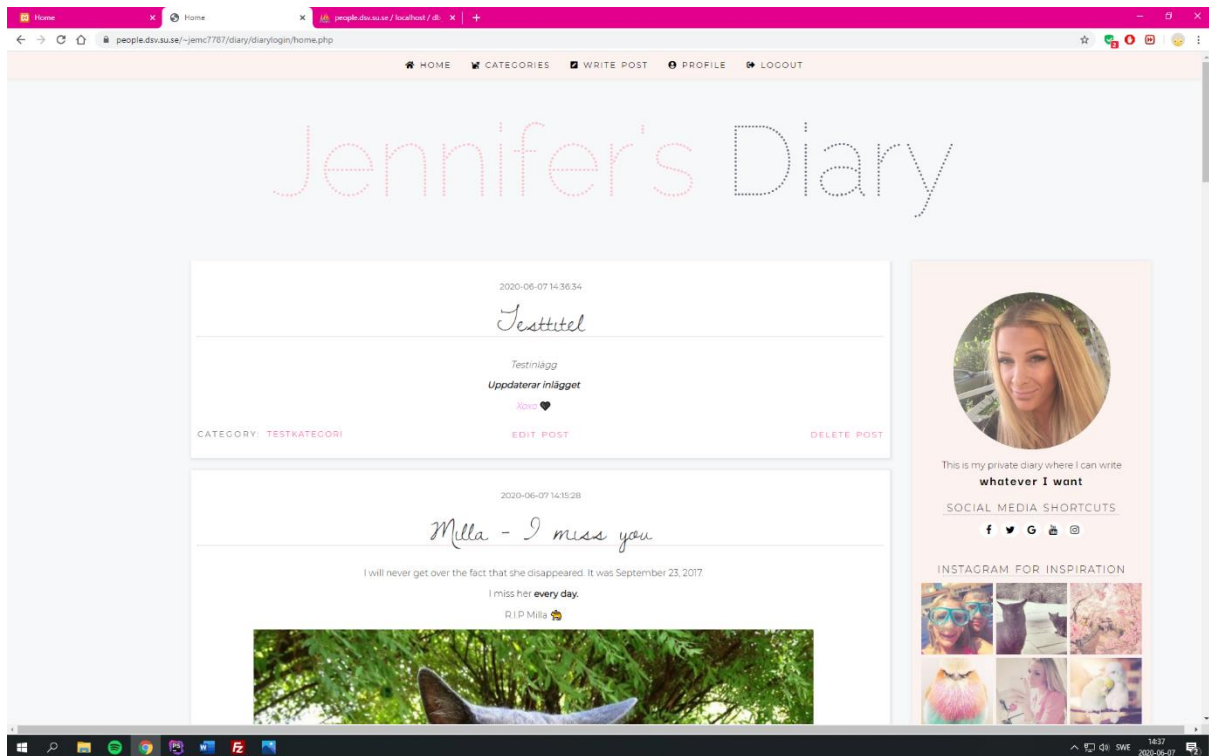 Home
Home
people.dsv.su.se / localhost / db
people.dsv.su.se/~jemc7787/diary/diarylogin/home.php
HOME CATEGORIES WRITE POST PROFILE LOGOUT
Jennifer's Diary
2020-06-07 14:36:34
Testtitel
Testinlägg
Uppdaterar inlägget
Xoxo
CATEGORY: TESTKATEGORI EDIT POST DELETE POST
2020-06-07 14:15:28
Milla - I miss you
I will never get over the fact that she disappeared. It was September 23, 2017.
I miss her every day.
R.I.P Milla
This is my private diary where I can write
whatever I want
SOCIAL MEDIA SHORTCUTS
INSTAGRAM FOR INSPIRATION
SWE
14:37
2020-06-07